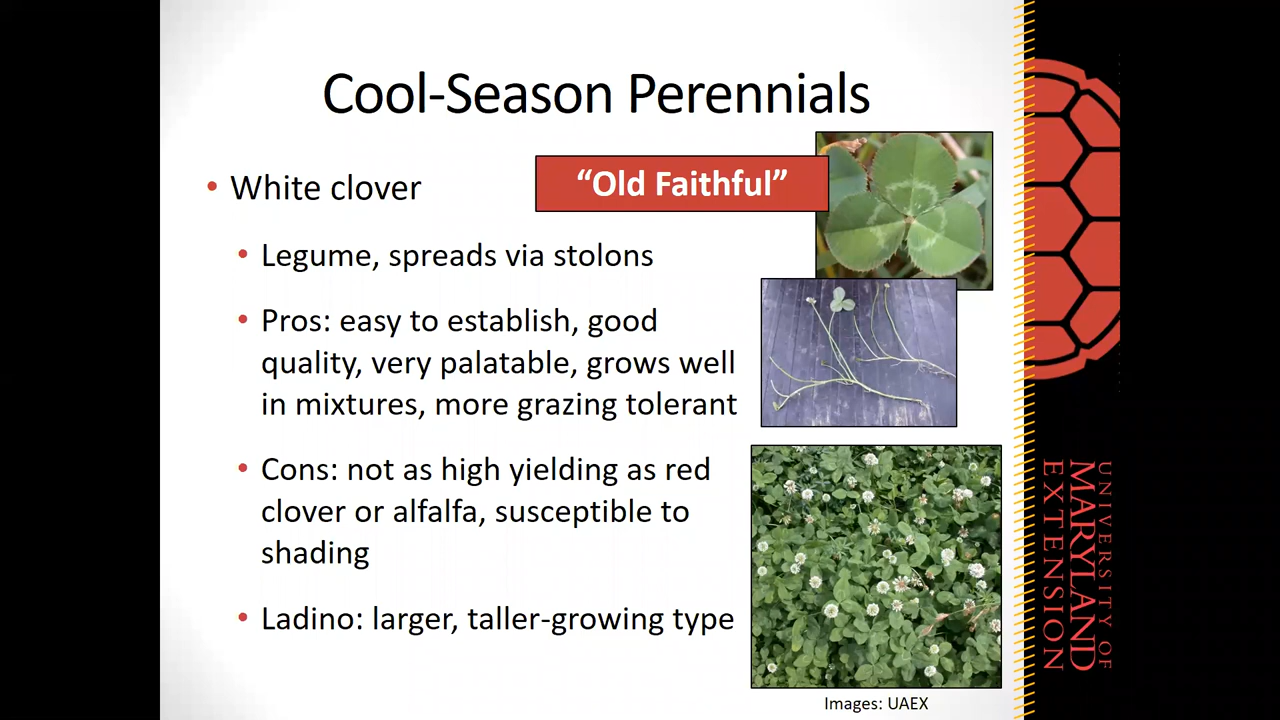 Cool-Season Perennials
• White clover
“Old Faithful”
• Legume, spreads via stolons
• Pros: easy to establish, good
quality, very palatable, grows well
in mixtures, more grazing tolerant
• Cons: not as high yielding as red
clover or alfalfa, susceptible to
shading
• Ladino: larger, taller-growing type
Images: UAEX
UNIVERSITY OF
MARYLAND
EXTENSION